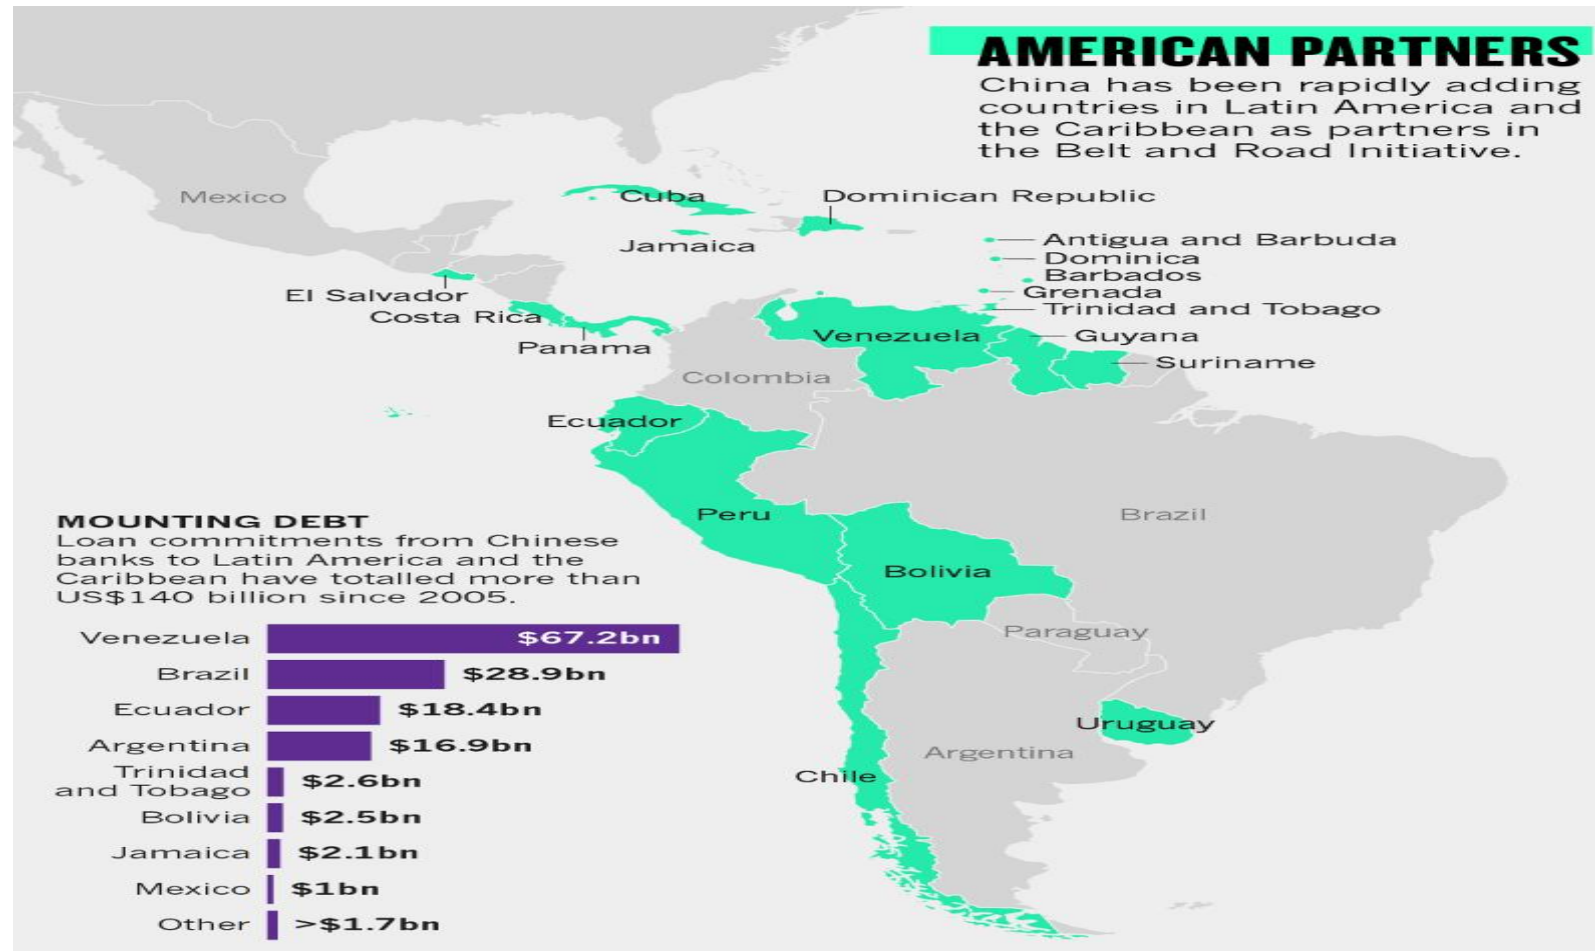 AMERICAN PARTNERS
China has been rapidly adding
countries in Latin America and
the Caribbean as partners in
the Belt and Road Initiative.
Mexico
Cuba
Dominican Republic
Jamaica
Antigua and Barbuda
Dominica
Barbados
Grenada
Trinidad and Tobago
El Salvador
Costa Rica
Panama
Venezuela
Guyana
Suriname
Colombia
Ecuador
Peru
Brazil
Bolivia
Paraguay
Uruguay
Argentina
Chile
MOUNTING DEBT
Loan commitments from Chinese
banks to Latin America and the
Caribbean have totalled more than
US$140 billion since 2005.
Venezuela $67.2bn
Brazil $28.9bn
Ecuador $18.4bn
Argentina $16.9bn
Trinidad
and Tobago $2.6bn
Bolivia $2.5bn
Jamaica $2.1bn
Mexico $1bn
Other >$1.7bn